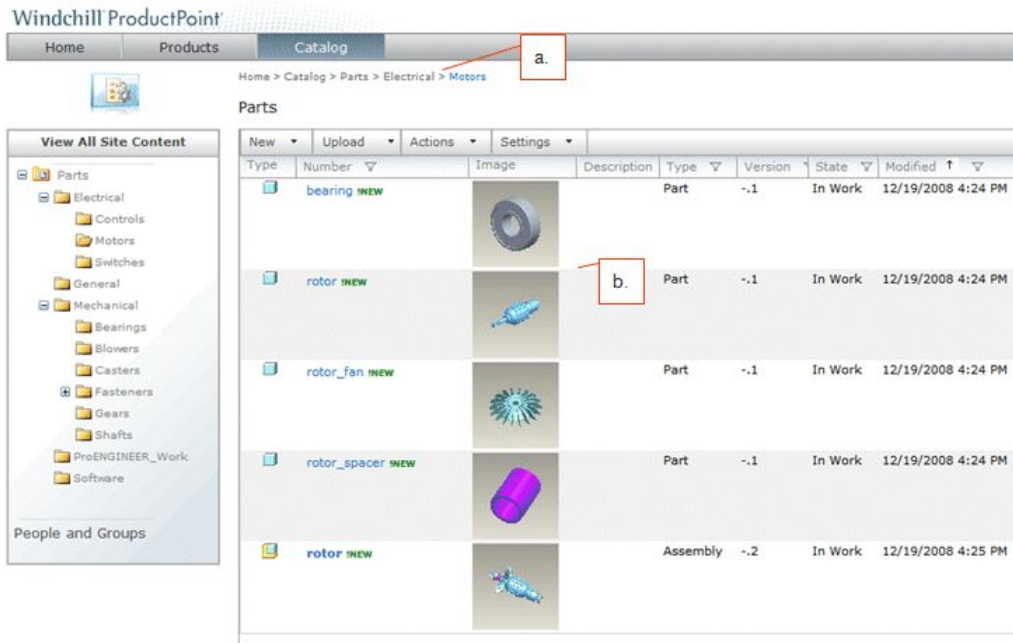 Windchill ProductPoint
Home Products Catalog
a.
Home > Catalog > Parts > Electrical > Motors
Parts
View All Site Content
Parts
Electrical
Controls
Motors
Switches
General
Mechanical
Bearings
Blowers
Casters
Fasteners
Gears
Shafts
ProENGINEER_Work
Software
People and Groups
New Upload Actions Settings
Type Number Image Description Type Version State Modified
bearing !NEW Part -.1 In Work 12/19/2008 4:24 PM
b.
rotor !NEW Part -.1 In Work 12/19/2008 4:24 PM
rotor_fan !NEW Part -.1 In Work 12/19/2008 4:24 PM
rotor_spacer !NEW Part -.1 In Work 12/19/2008 4:24 PM
rotor !NEW Assembly -.2 In Work 12/19/2008 4:25 PM